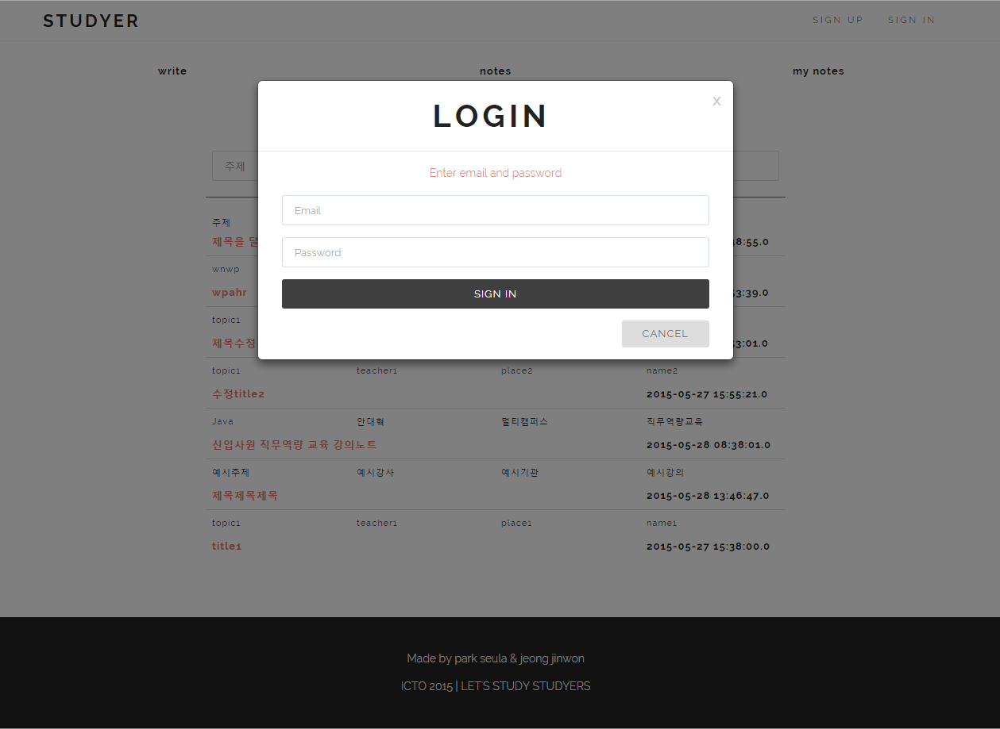 STUDYER SIGN UP SIGN IN
write notes my notes
LOGIN x
주제
Enter email and password
Email
Password
SIGN IN
CANCEL
주제
제목을 달 8:55.0
wnwp
wpahr 3:39.0
topic1
제목수정 3:01.0
topic1 teacher1 place2 name2
수정title2 2015-05-27 15:55:21.0
Java 안대혁 멀티캠퍼스 직무역량교육
신입사원 직무역량 교육 강의노트 2015-05-28 08:38:01.0
예시주제 예시강사 예시기관 예시강의
제목제목제목 2015-05-28 13:46:47.0
topic1 teacher1 place1 name1
title1 2015-05-27 15:38:00.0
Made by park seula & jeong jinwon
ICTO 2015 | LET'S STUDY STUDYERS